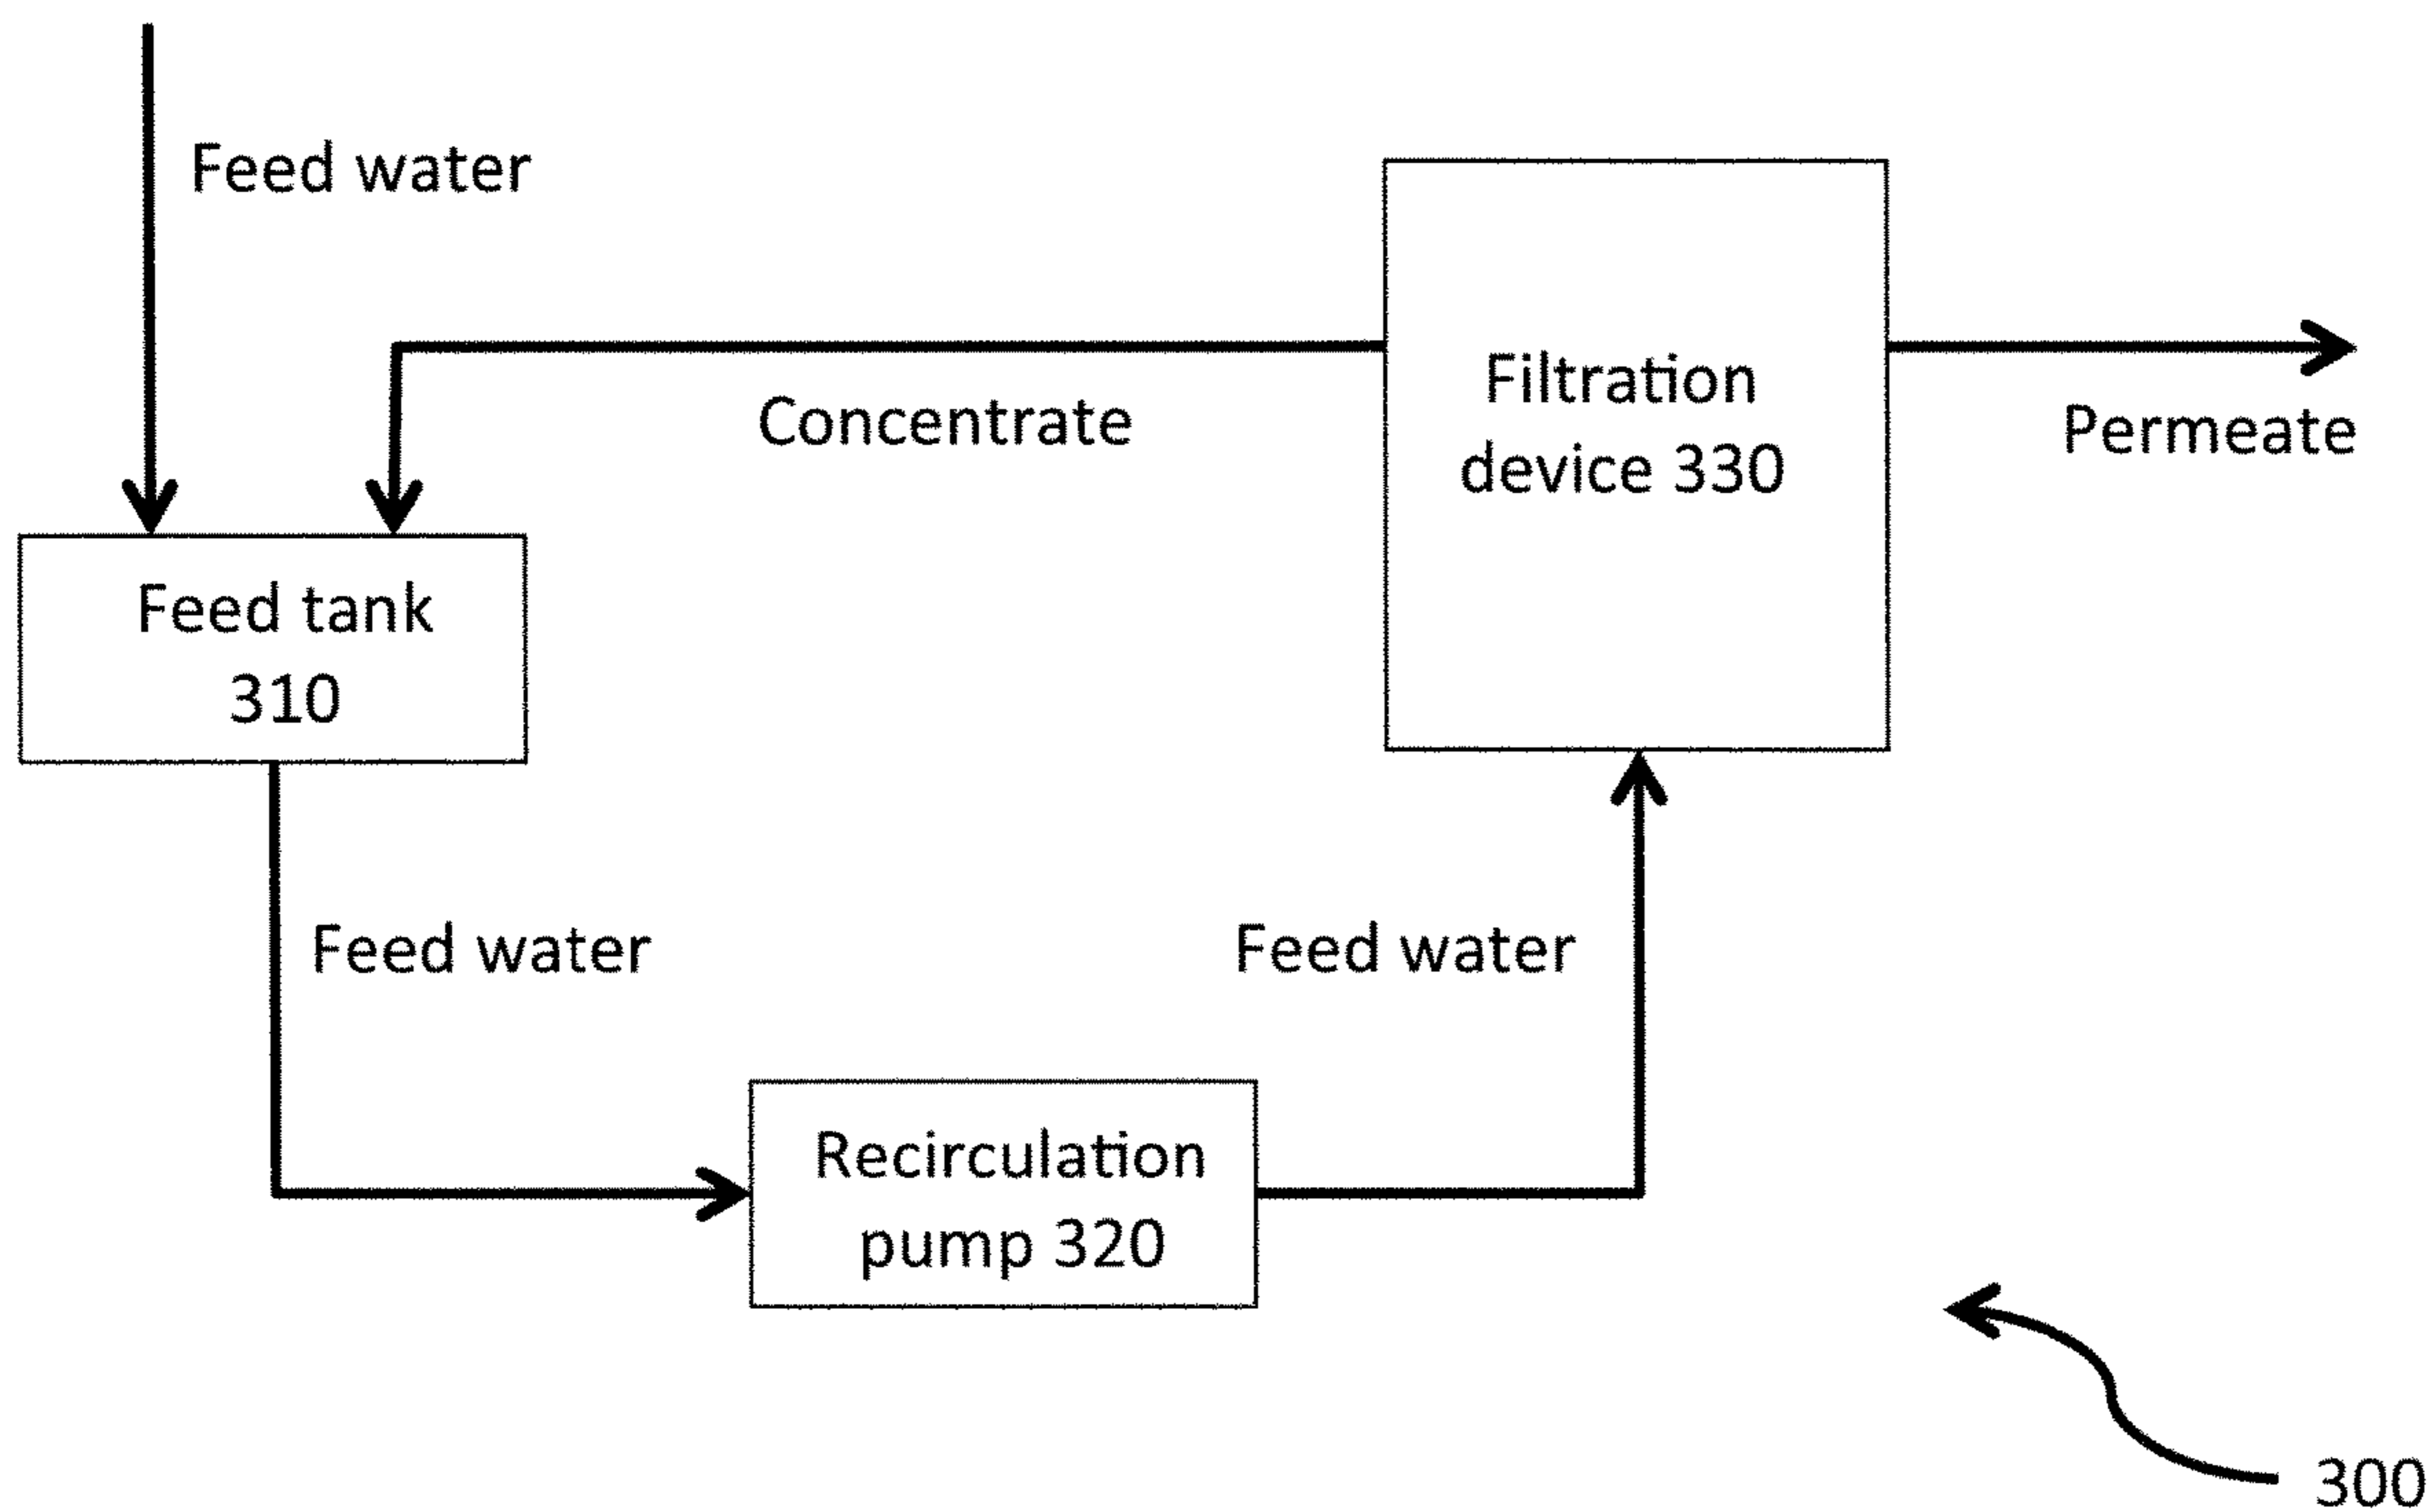 Feed water
Filtration
device 330
Concentrate
Permeate
Feed tank
310
Feed water
Feed water
Recirculation
pump 320
300